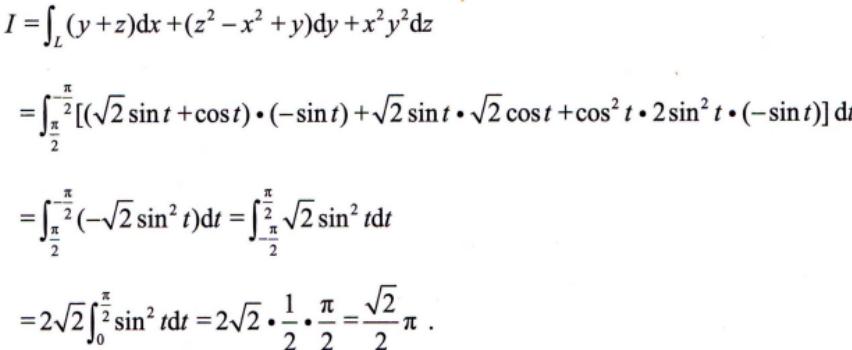 I = ∫_L (y+z)dx + (z² − x² + y)dy + x²y²dz
= ∫_{π/2}^{−π/2} [(√2 sin t + cos t)•(−sin t) + √2 sin t • √2 cos t + cos² t • 2 sin² t • (−sin t)] dt
= ∫_{π/2}^{−π/2} (−√2 sin² t)dt = ∫_{−π/2}^{π/2} √2 sin² tdt
= 2√2 ∫_0^{π/2} sin² tdt = 2√2 • 1/2 • π/2 = √2/2 π .